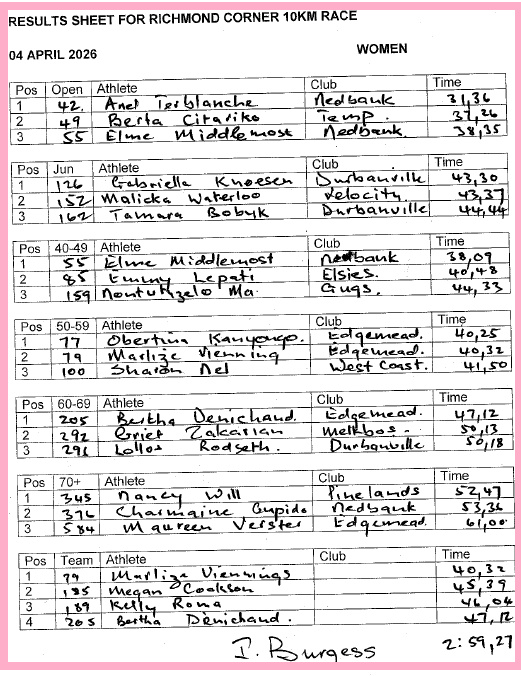 RESULTS SHEET FOR RICHMOND CORNER 10KM RACE
04 APRIL 2026 WOMEN
Pos Open Athlete Club Time
1 42. Anel Terblanche Nedbank 31,36
2 49 Berta Citariko Temp. 37,26
3 55 Elme Middlemost Nedbank. 38,35
Pos Jun Athlete Club Time
1 126 Gabriella Knoesen Durbanville 43,30
2 152 Malicka Waterloo Velocity. 43,37
3 162 Tamara Bobyk Durbanville 44,44
Pos 40-49 Athlete Club Time
1 55 Elme Middlemost Nedbank 38,09
2 85 Emmy Lepati Elsies. 40,48
3 159 Ma. Gugs. 44,33
Pos 50-59 Athlete Club Time
1 77 Obertina Kanyongo. Edgemead. 40,25
2 79 Marlize Vienning Edgemead. 40,32
3 100 Sharon Nel West Coast. 41,50
Pos 60-69 Athlete Club Time
1 205 Bertha Denichand. Edgemead. 47,12
2 292 Griet Zakarian Melkbos. 50,13
3 291 Lollos Rodseth. Durbanville 50,18
Pos 70+ Athlete Club Time
1 345 Nancy Will Pinelands 52,47
2 376 Charmaine Cupido Nedbank 53,36
3 584 Maureen Verster Edgemead. 61,00
Pos Team Athlete Club Time
1 79 Marlize Viennings 40,32
2 185 Megan Cookson 45,39
3 189 Kelly Roma 46,04
4 205 Bertha Denichand. 47,12
I. Burgess 2:59,27